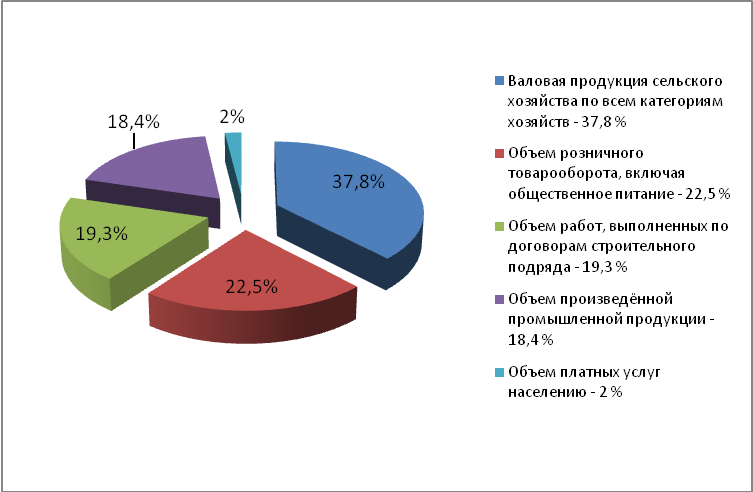 18,4%
2%
37,8%
19,3%
22,5%
Валовая продукция сельского
хозяйства по всем категориям
хозяйств - 37,8 %
Объем розничного
товарооборота, включая
общественное питание - 22,5 %
Объем работ, выполненных по
договорам строительного
подряда - 19,3 %
Объем произведённой
промышленной продукции -
18,4 %
Объем платных услуг
населению - 2 %